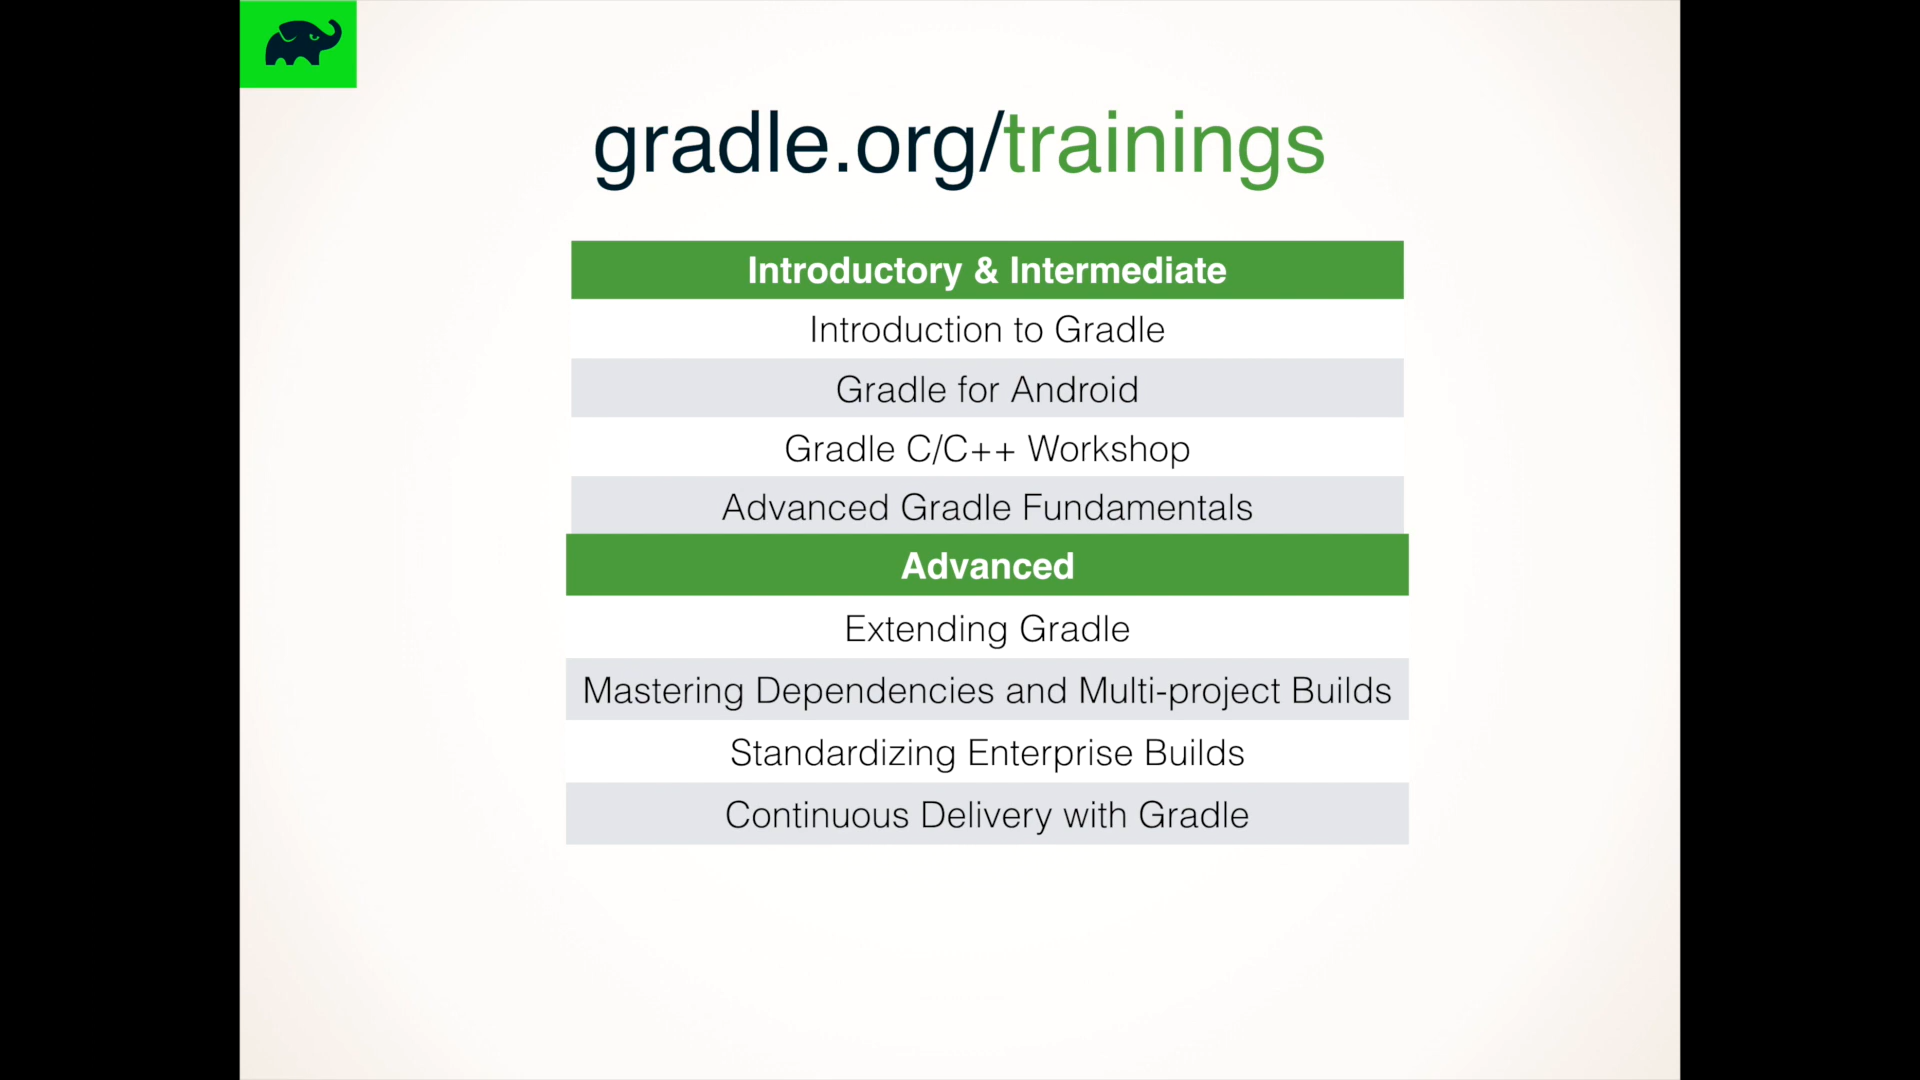 gradle.org/trainings
Introductory & Intermediate
Introduction to Gradle
Gradle for Android
Gradle C/C++ Workshop
Advanced Gradle Fundamentals
Advanced
Extending Gradle
Mastering Dependencies and Multi-project Builds
Standardizing Enterprise Builds
Continuous Delivery with Gradle